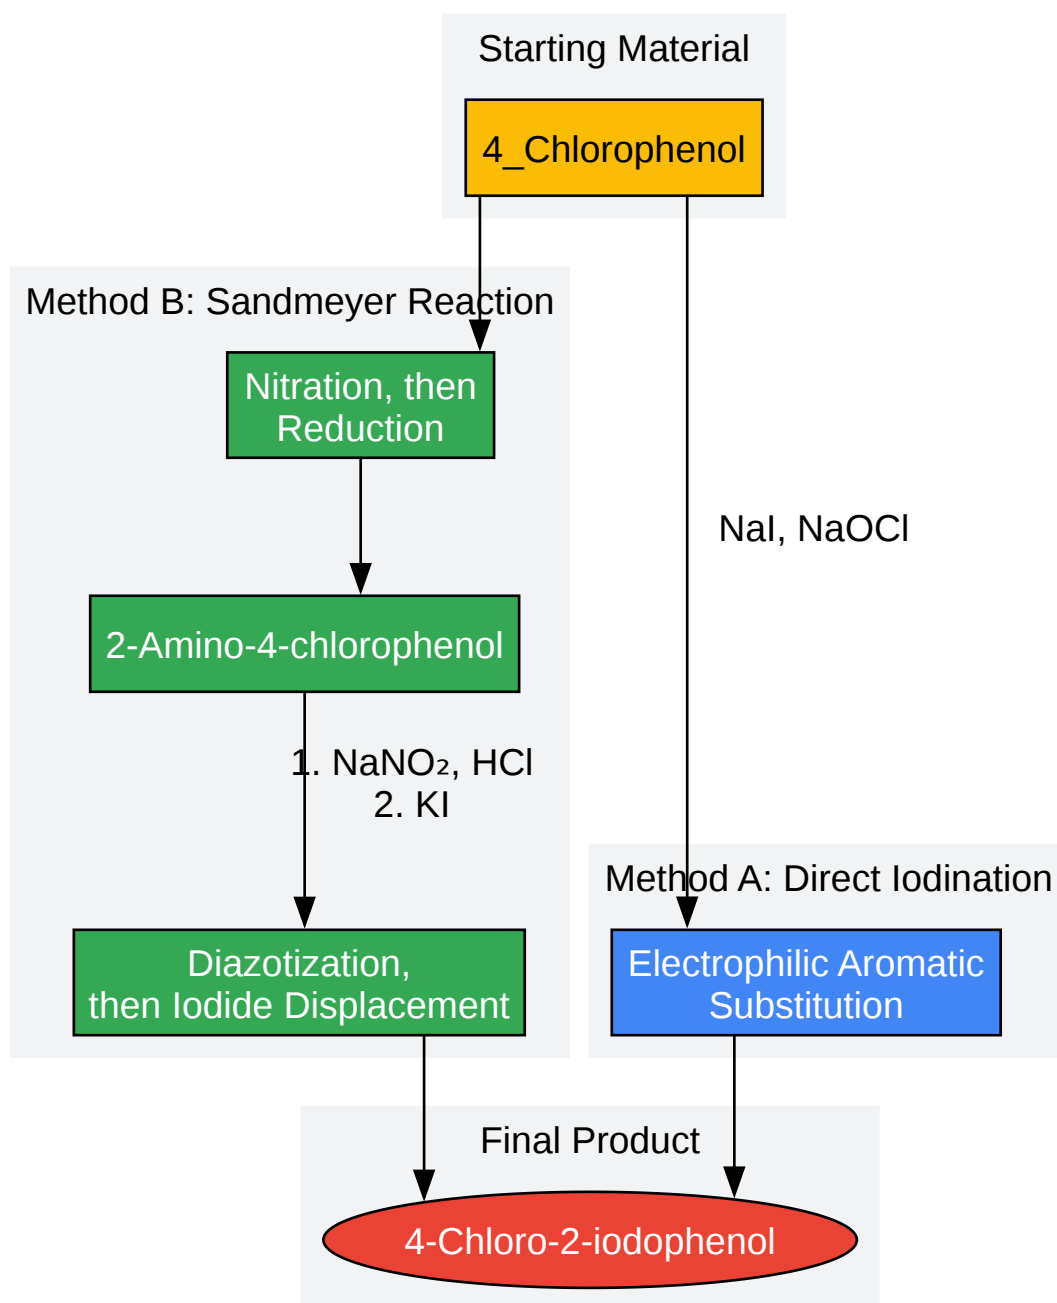 Starting Material
4_Chlorophenol
Method B: Sandmeyer Reaction
Nitration, then
Reduction
NaI, NaOCl
2-Amino-4-chlorophenol
1. NaNO₂, HCl
2. KI
Method A: Direct Iodination
Diazotization,
then Iodide Displacement
Electrophilic Aromatic
Substitution
Final Product
4-Chloro-2-iodophenol